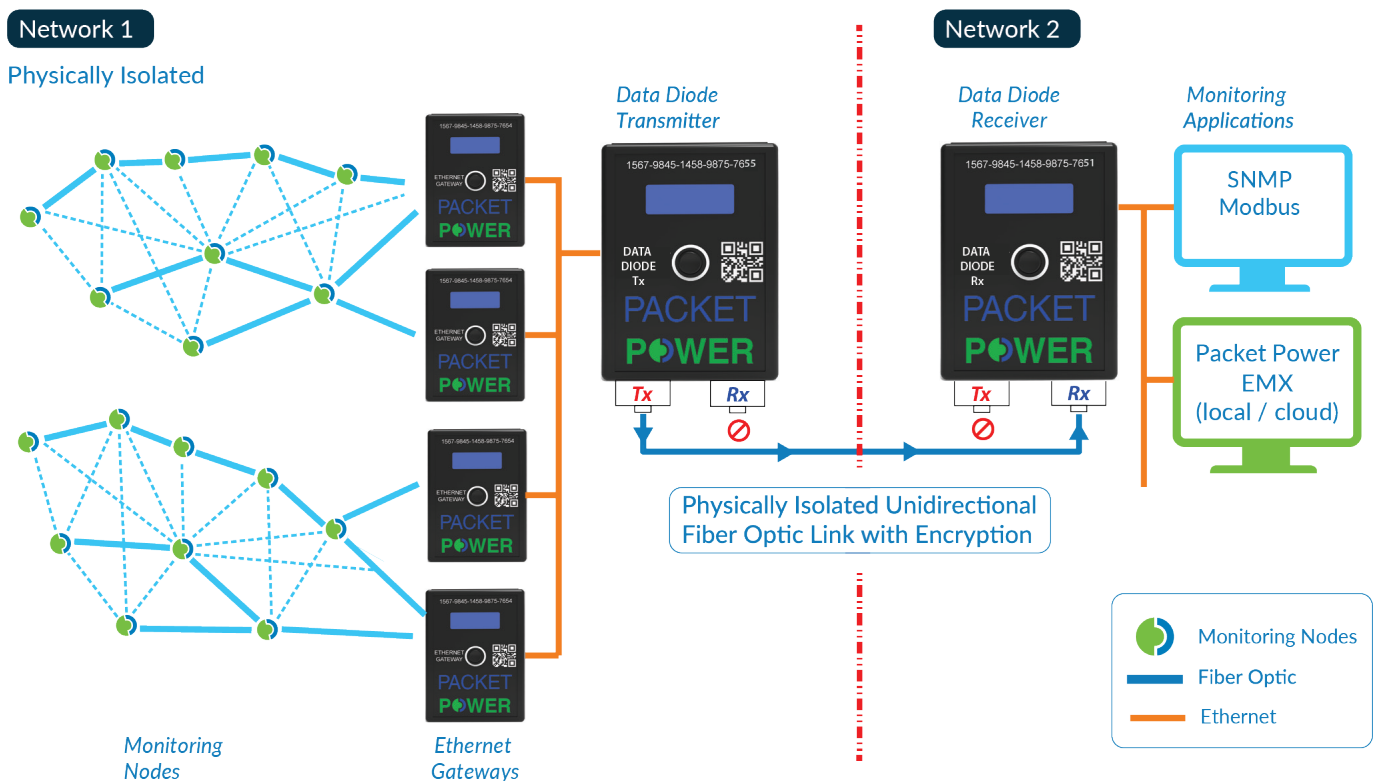 Network 1
Physically Isolated
Network 2
Data Diode
Transmitter
Data Diode
Receiver
Monitoring
Applications
1567-9845-1458-9875-7654
ETHERNET
GATEWAY
PACKET
POWER
1567-9845-1458-9875-7654
ETHERNET
GATEWAY
PACKET
POWER
1567-9845-1458-9875-7654
ETHERNET
GATEWAY
PACKET
POWER
1567-9845-1458-9875-7654
ETHERNET
GATEWAY
PACKET
POWER
1567-9845-1458-9875-7655
DATA
DIODE
Tx
PACKET
POWER
Tx
Rx
1567-9845-1458-9875-7651
DATA
DIODE
Rx
PACKET
POWER
Tx
Rx
SNMP
Modbus
Packet Power
EMX
(local / cloud)
Physically Isolated Unidirectional
Fiber Optic Link with Encryption
Monitoring Nodes
Fiber Optic
Ethernet
Monitoring
Nodes
Ethernet
Gateways